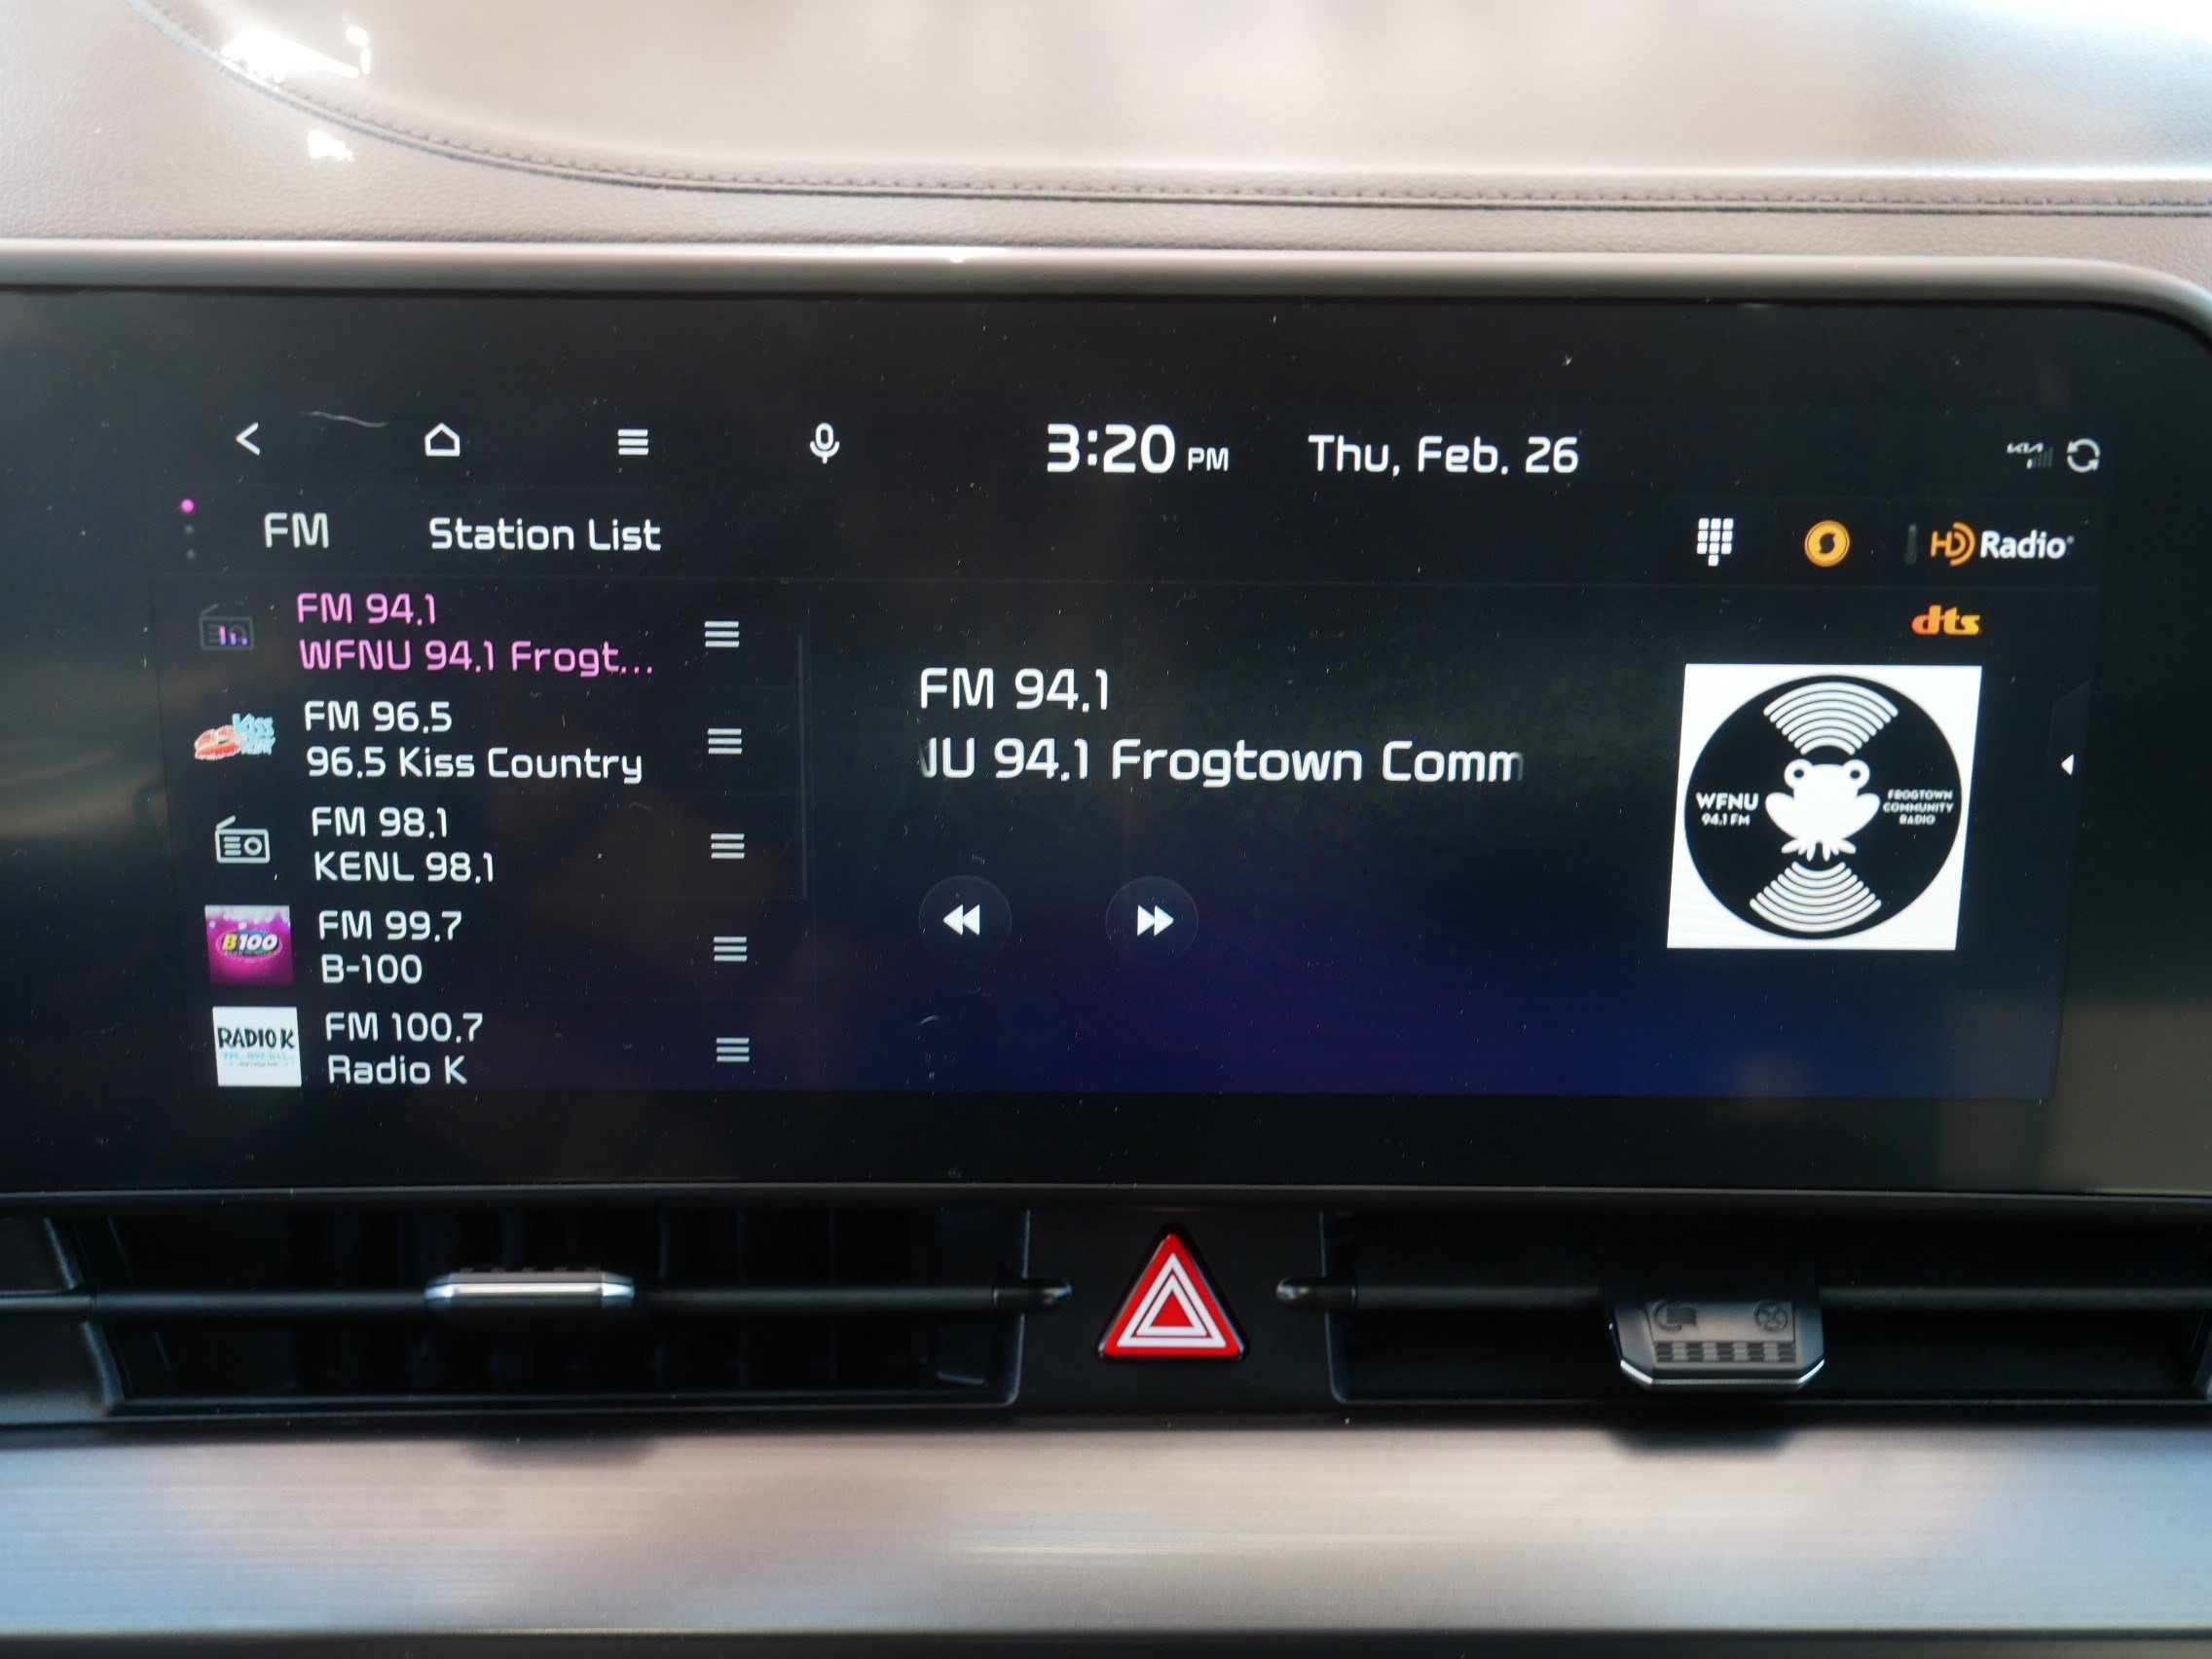 3:20 PM
Thu, Feb. 26
KIA
FM
Station List
HD Radio
dts
FM 94.1
WFNU 94.1 Frogt...
FM 96.5
96.5 Kiss Country
FM 98.1
KENL 98.1
B100
FM 99.7
B-100
RADIO K
FM 100.7
Radio K
FM 94.1
NU 94.1 Frogtown Comm
WFNU
94.1 FM
FROGTOWN
COMMUNITY
RADIO